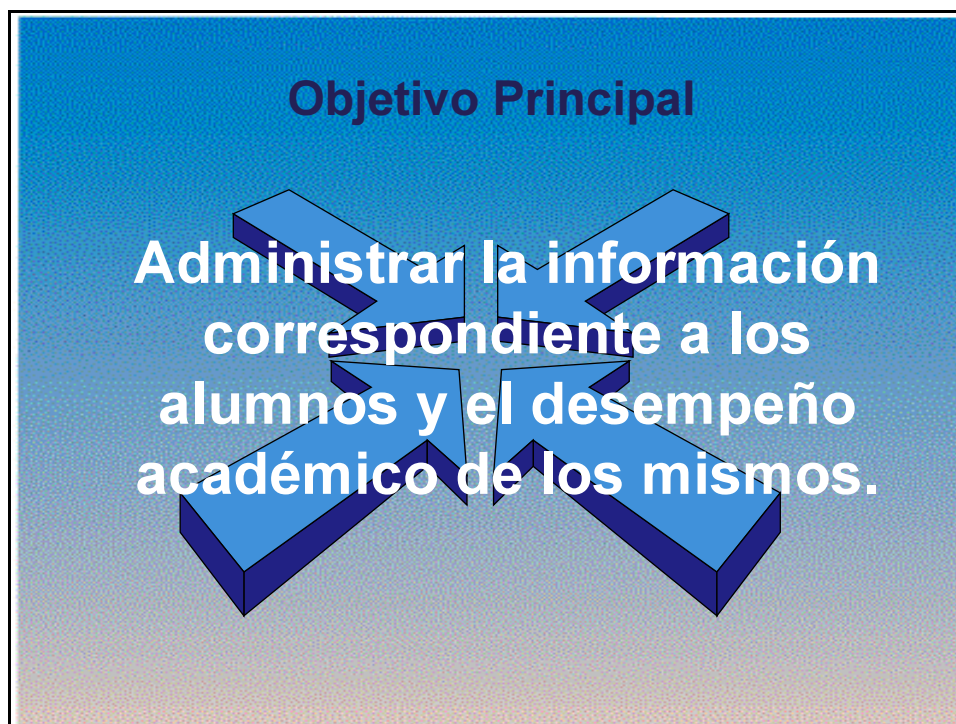 Objetivo Principal
Administrar la información
correspondiente a los
alumnos y el desempeño
académico de los mismos.